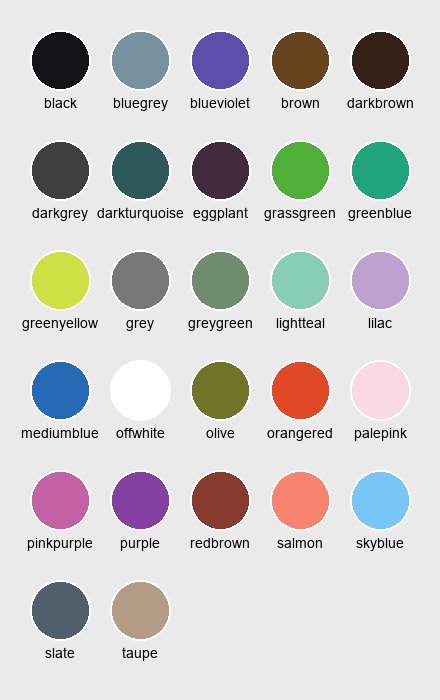 black bluegrey blueviolet brown darkbrown
darkgrey darkturquoise eggplant grassgreen greenblue
greenyellow grey greygreen lightteal lilac
mediumblue offwhite olive orangered palepink
pinkpurple purple redbrown salmon skyblue
slate taupe